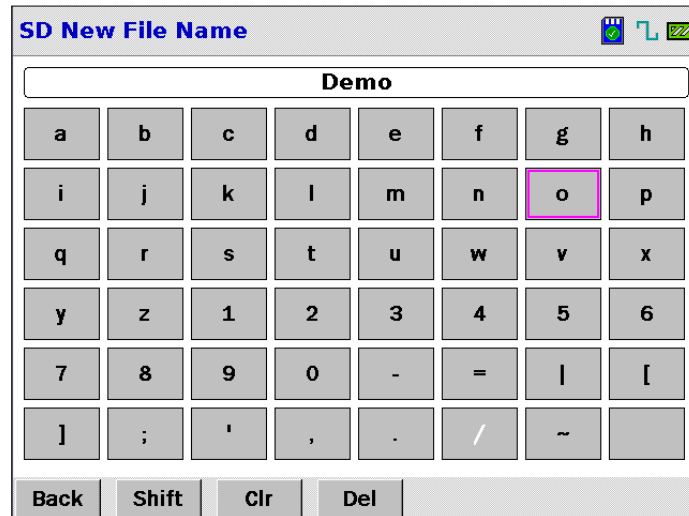 SD New File Name
Demo
a b c d e f g h
i j k l m n o p
q r s t u w v x
y z 1 2 3 4 5 6
7 8 9 0 - = | [
] ; ' , . / ~
Back Shift Clr Del